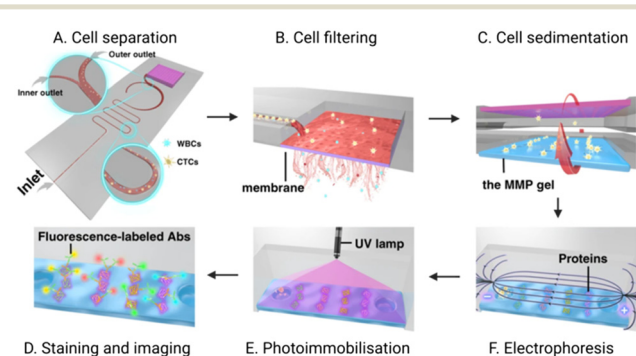 A. Cell separation
B. Cell filtering
C. Cell sedimentation
Outer outlet
Inner outlet
WBCs
CTCs
Inlet
membrane
the MMP gel
Fluorescence-labeled Abs
UV lamp
Proteins
D. Staining and imaging
E. Photoimmobilisation
F. Electrophoresis